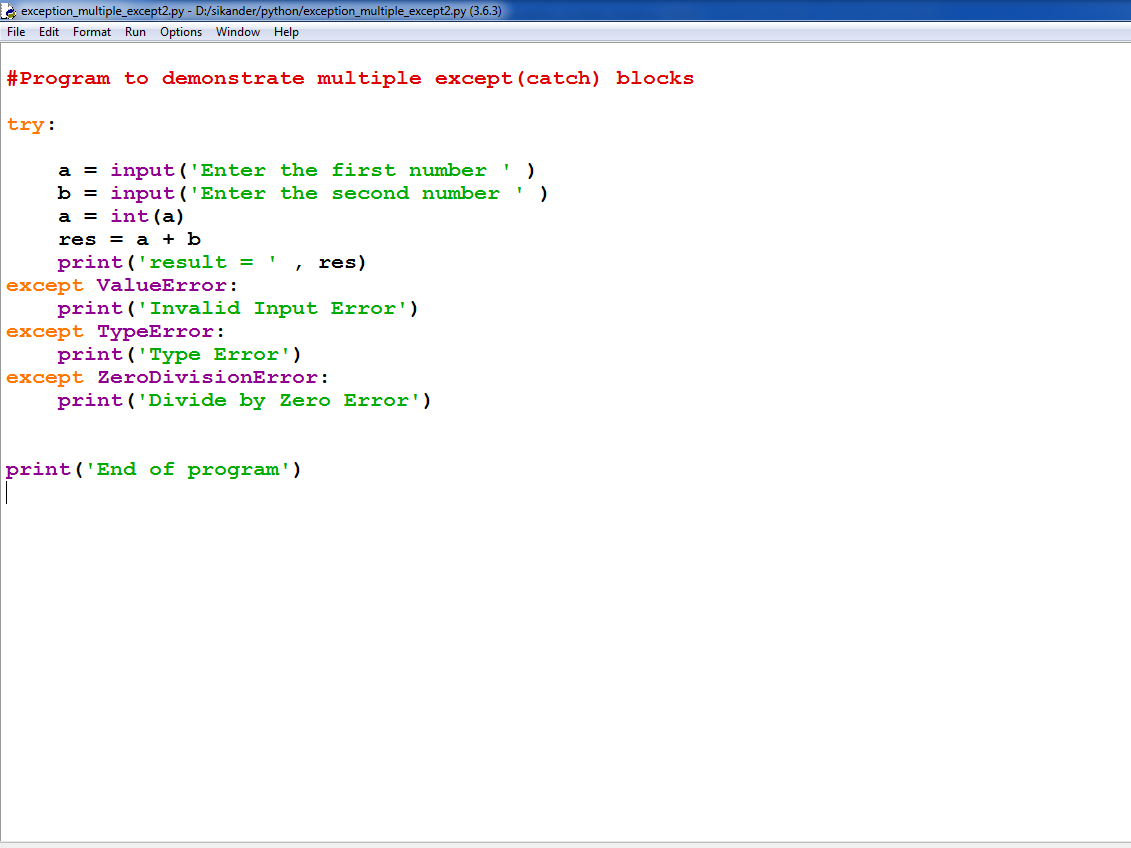 exception_multiple_except2.py - D:/sikander/python/exception_multiple_except2.py (3.6.3)
File Edit Format Run Options Window Help
#Program to demonstrate multiple except(catch) blocks
try:
    a = input('Enter the first number ' )
    b = input('Enter the second number ' )
    a = int(a)
    res = a + b
    print('result = ' , res)
except ValueError:
    print('Invalid Input Error')
except TypeError:
    print('Type Error')
except ZeroDivisionError:
    print('Divide by Zero Error')
print('End of program')